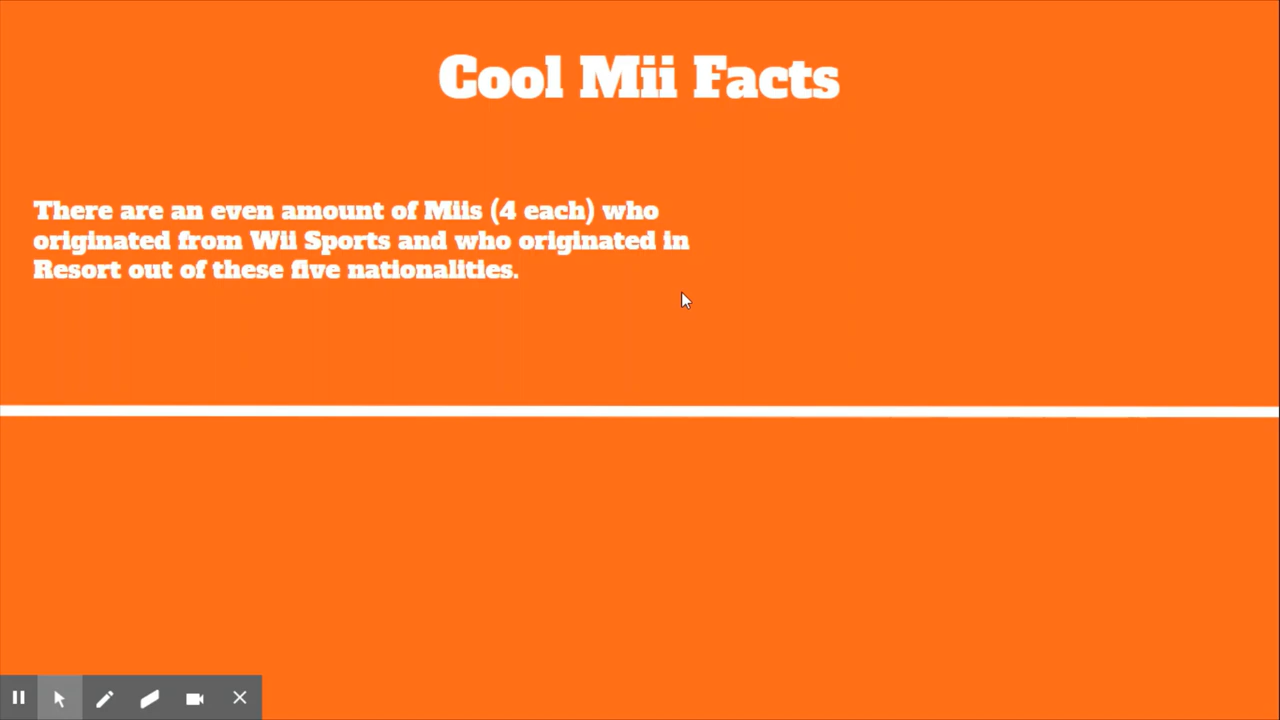 Cool Mii Facts
There are an even amount of Miis (4 each) who
originated from Wii Sports and who originated in
Resort out of these five nationalities.